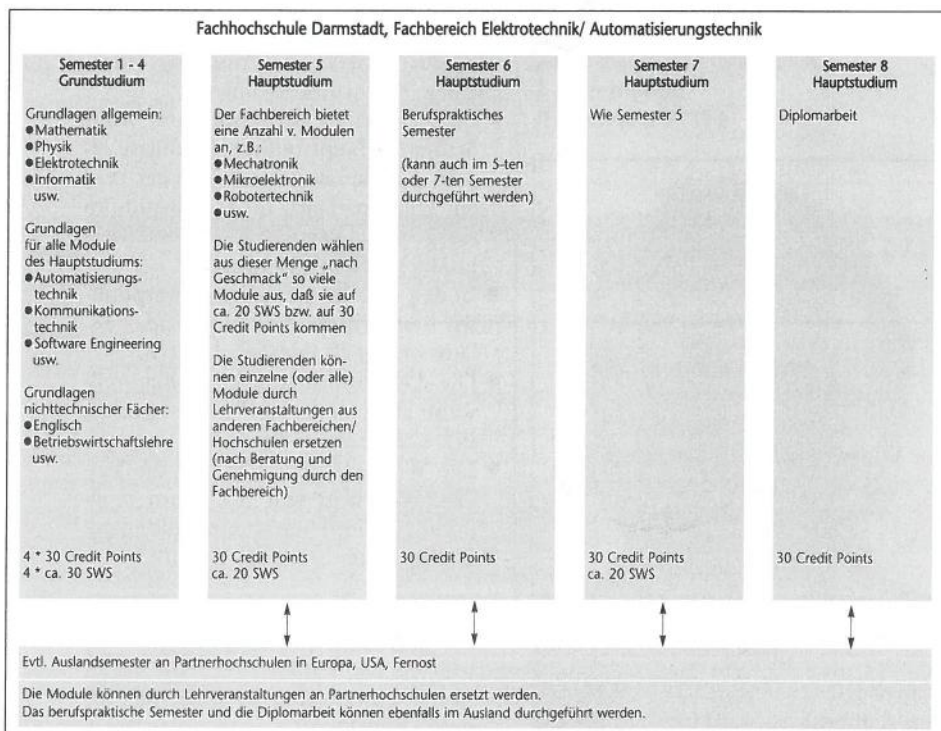 Fachhochschule Darmstadt, Fachbereich Elektrotechnik/ Automatisierungstechnik
Semester 1 - 4
Grundstudium
Grundlagen allgemein:
●Mathematik
●Physik
●Elektrotechnik
●Informatik
usw.
Grundlagen
für alle Module
des Hauptstudiums:
●Automatisierungs-
technik
●Kommunikations-
technik
●Software Engineering
usw.
Grundlagen
nichttechnischer Fächer:
●Englisch
●Betriebswirtschaftslehre
usw.
4 * 30 Credit Points
4 * ca. 30 SWS
Semester 5
Hauptstudium
Der Fachbereich bietet
eine Anzahl v. Modulen
an, z.B.:
●Mechatronik
●Mikroelektronik
●Robotertechnik
●usw.
Die Studierenden wählen
aus dieser Menge „nach
Geschmack“ so viele
Module aus, daß sie auf
ca. 20 SWS bzw. auf 30
Credit Points kommen
Die Studierenden kön-
nen einzelne (oder alle)
Module durch
Lehrveranstaltungen aus
anderen Fachbereichen/
Hochschulen ersetzen
(nach Beratung und
Genehmigung durch den
Fachbereich)
30 Credit Points
ca. 20 SWS
Semester 6
Hauptstudium
Berufspraktisches
Semester
(kann auch im 5-ten
oder 7-ten Semester
durchgeführt werden)
30 Credit Points
Semester 7
Hauptstudium
Wie Semester 5
30 Credit Points
ca. 20 SWS
Semester 8
Hauptstudium
Diplomarbeit
30 Credit Points
Evtl. Auslandsemester an Partnerhochschulen in Europa, USA, Fernost
Die Module können durch Lehrveranstaltungen an Partnerhochschulen ersetzt werden.
Das berufspraktische Semester und die Diplomarbeit können ebenfalls im Ausland durchgeführt werden.